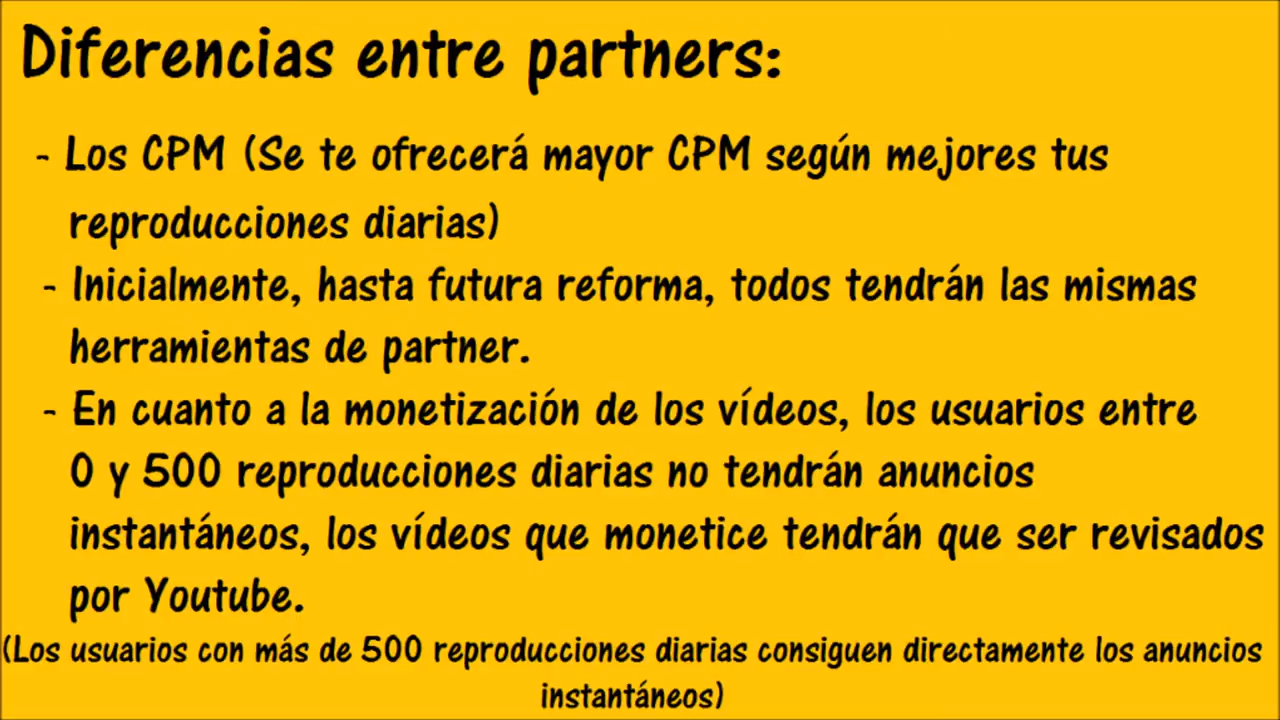 Diferencias entre partners:
- Los CPM (Se te ofrecerá mayor CPM según mejores tus
reproducciones diarias)
- Inicialmente, hasta futura reforma, todos tendrán las mismas
herramientas de partner.
- En cuanto a la monetización de los vídeos, los usuarios entre
0 y 500 reproducciones diarias no tendrán anuncios
instantáneos, los vídeos que monetice tendrán que ser revisados
por Youtube.
(Los usuarios con más de 500 reproducciones diarias consiguen directamente los anuncios
instantáneos)